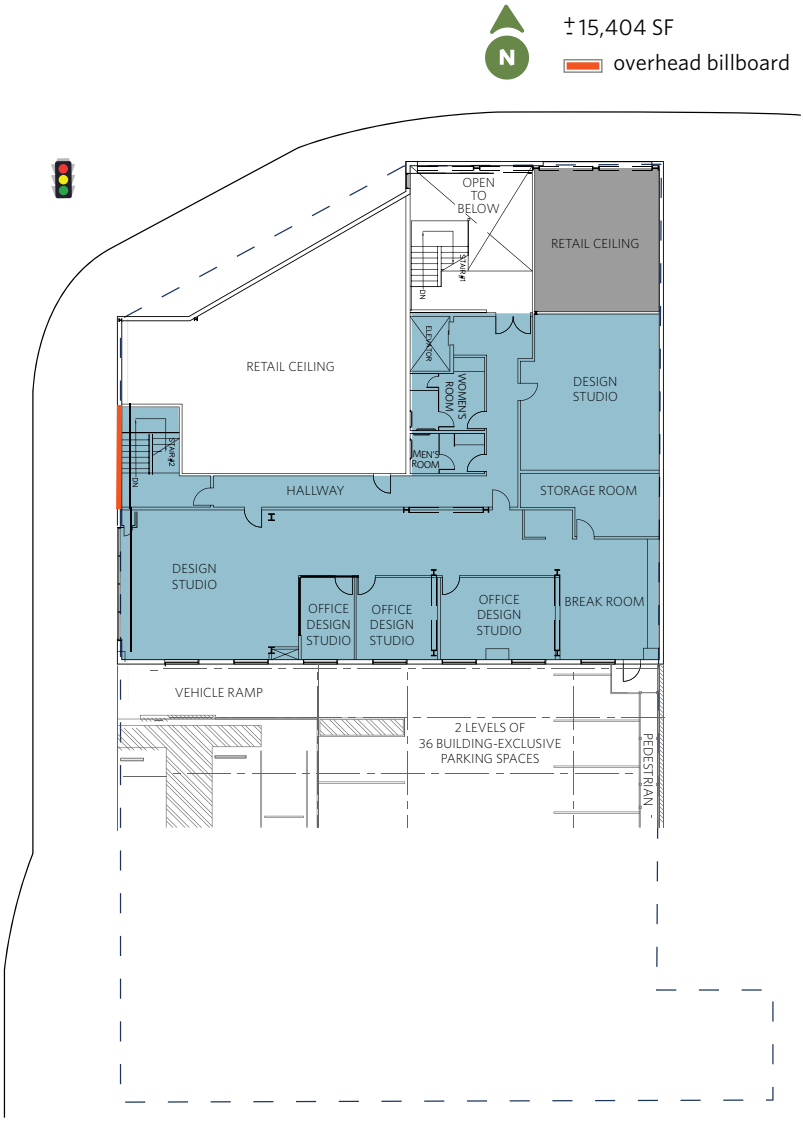 ± 15,404 SF
N
overhead billboard
OPEN
TO
BELOW
RETAIL CEILING
STAIR#1
DN
RETAIL CEILING
ELEVATOR
WOMEN'S
ROOM
DESIGN
STUDIO
STAIR#2
DN
MEN'S
ROOM
HALLWAY
STORAGE ROOM
DESIGN
STUDIO
OFFICE
DESIGN
STUDIO
OFFICE
DESIGN
STUDIO
OFFICE
DESIGN
STUDIO
BREAK ROOM
VEHICLE RAMP
2 LEVELS OF
36 BUILDING-EXCLUSIVE
PARKING SPACES
PEDESTRIAN -